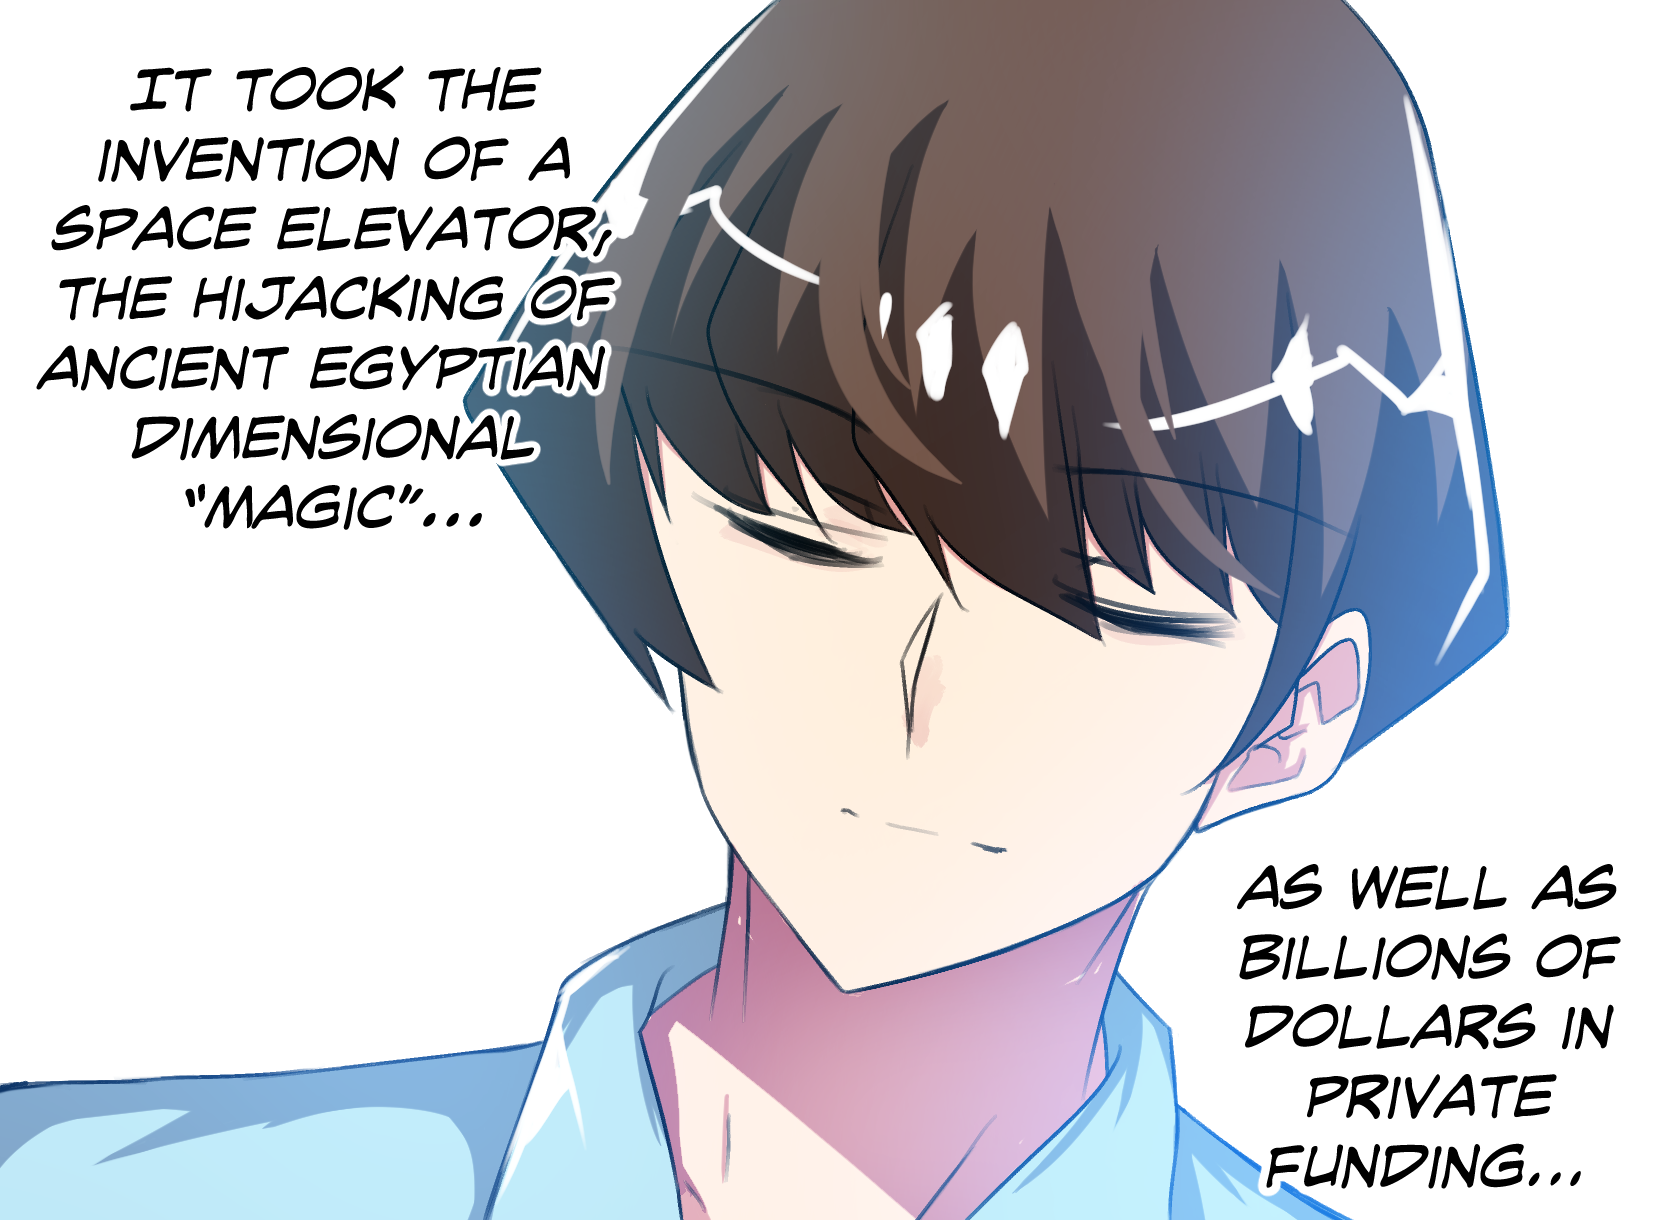 IT TOOK THE
INVENTION OF A
SPACE ELEVATOR,
THE HIJACKING OF
ANCIENT EGYPTIAN
DIMENSIONAL
"MAGIC"...
AS WELL AS
BILLIONS OF
DOLLARS IN
PRIVATE
FUNDING...